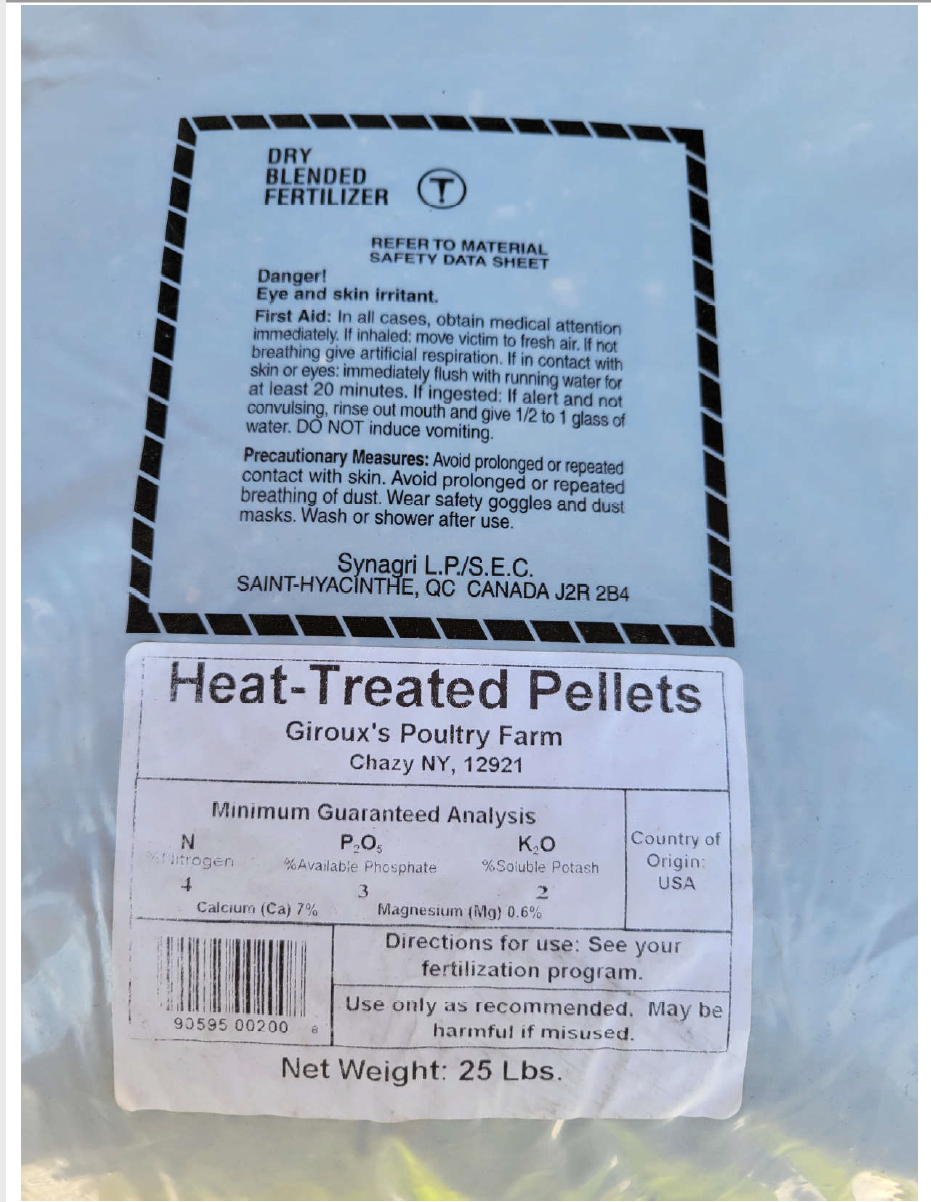 DRY
BLENDED
FERTILIZER
T
REFER TO MATERIAL
SAFETY DATA SHEET
Danger!
Eye and skin irritant.
First Aid: In all cases, obtain medical attention
immediately. If inhaled: move victim to fresh air. If not
breathing give artificial respiration. If in contact with
skin or eyes: immediately flush with running water for
at least 20 minutes. If ingested: If alert and not
convulsing, rinse out mouth and give 1/2 to 1 glass of
water. DO NOT induce vomiting.
Precautionary Measures: Avoid prolonged or repeated
contact with skin. Avoid prolonged or repeated
breathing of dust. Wear safety goggles and dust
masks. Wash or shower after use.
Synagri L.P./S.E.C.
SAINT-HYACINTHE, QC CANADA J2R 2B4
Heat-Treated Pellets
Giroux's Poultry Farm
Chazy NY, 12921
Minimum Guaranteed Analysis
N P₂O₅ K₂O
%Nitrogen %Available Phosphate %Soluble Potash
4 3 2
Calcium (Ca) 7% Magnesium (Mg) 0.6%
Country of
Origin:
USA
Directions for use: See your
fertilization program.
Use only as recommended. May be
harmful if misused.
90595 00200 8
Net Weight: 25 Lbs.